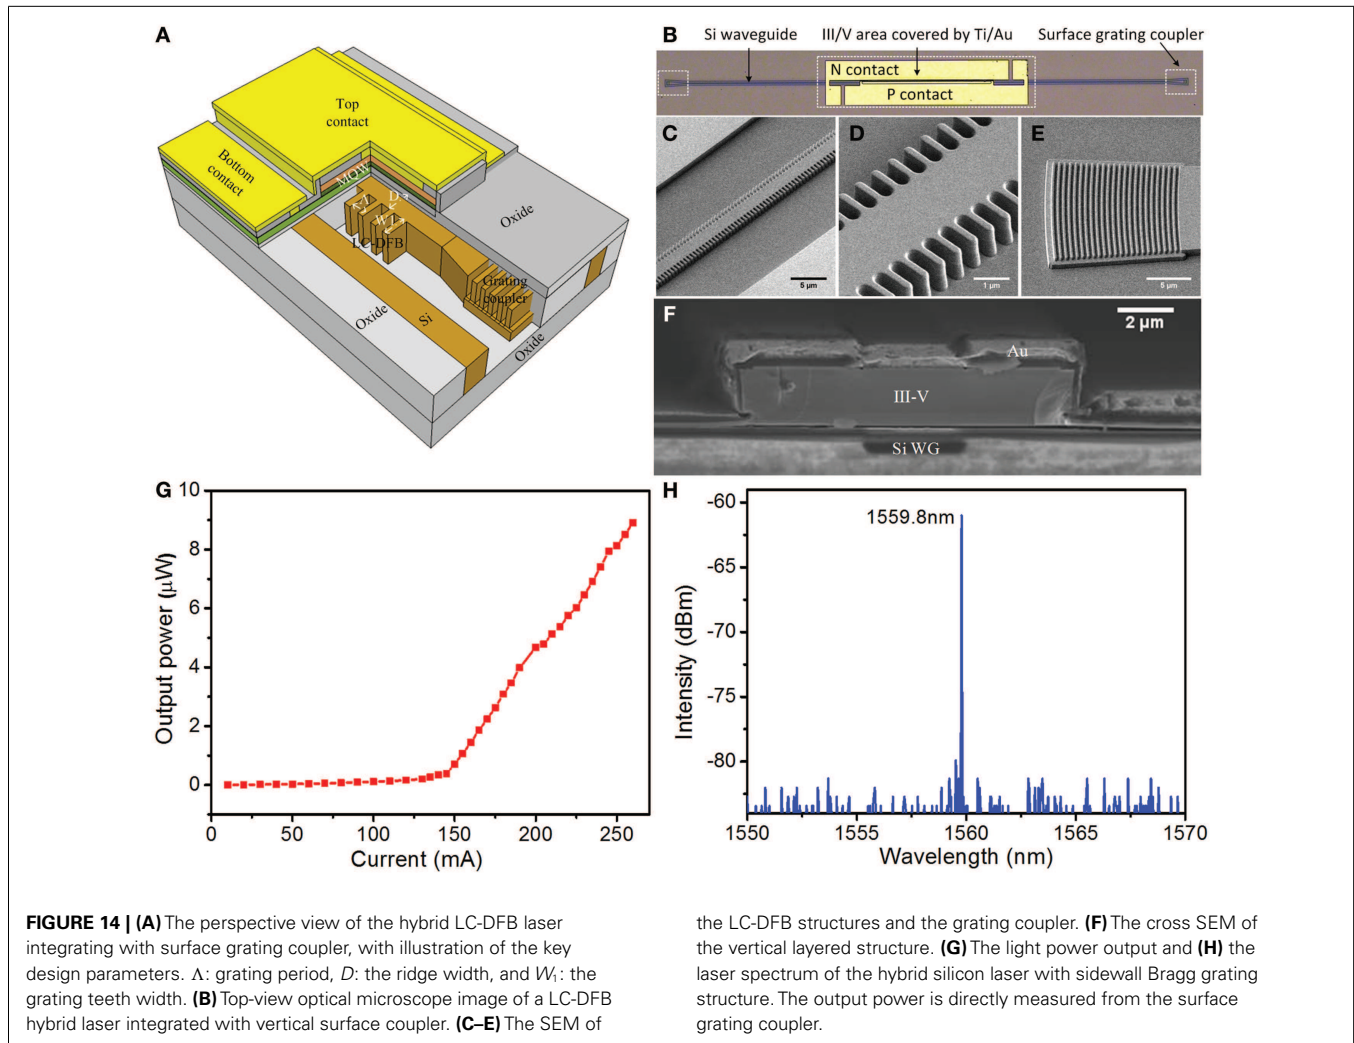 A
Top
contact
Bottom
contact
MQW
Λ
D
W1
LC-DFB
Oxide
Grating
coupler
Oxide
Si
Oxide
B
Si waveguide
III/V area covered by Ti/Au
Surface grating
coupler
N contact
P contact
C
5 µm
D
1 µm
E
5 µm
F
2 µm
Au
III-V
Si WG
G
Output power (µW)
10
8
6
4
2
0
0 50 100 150 200 250
Current (mA)
H
Intensity (dBm)
-60
-65
-70
-75
-80
1559.8nm
1550 1555 1560 1565 1570
Wavelength (nm)
FIGURE 14 | (A) The perspective view of the hybrid LC-DFB laser
integrating with surface grating coupler, with illustration of the key
design parameters. Λ: grating period, D: the ridge width, and W1: the
grating teeth width. (B) Top-view optical microscope image of a LC-DFB
hybrid laser integrated with vertical surface coupler. (C–E) The SEM of
the LC-DFB structures and the grating coupler. (F) The cross SEM of
the vertical layered structure. (G) The light power output and (H) the
laser spectrum of the hybrid silicon laser with sidewall Bragg grating
structure. The output power is directly measured from the surface
grating coupler.